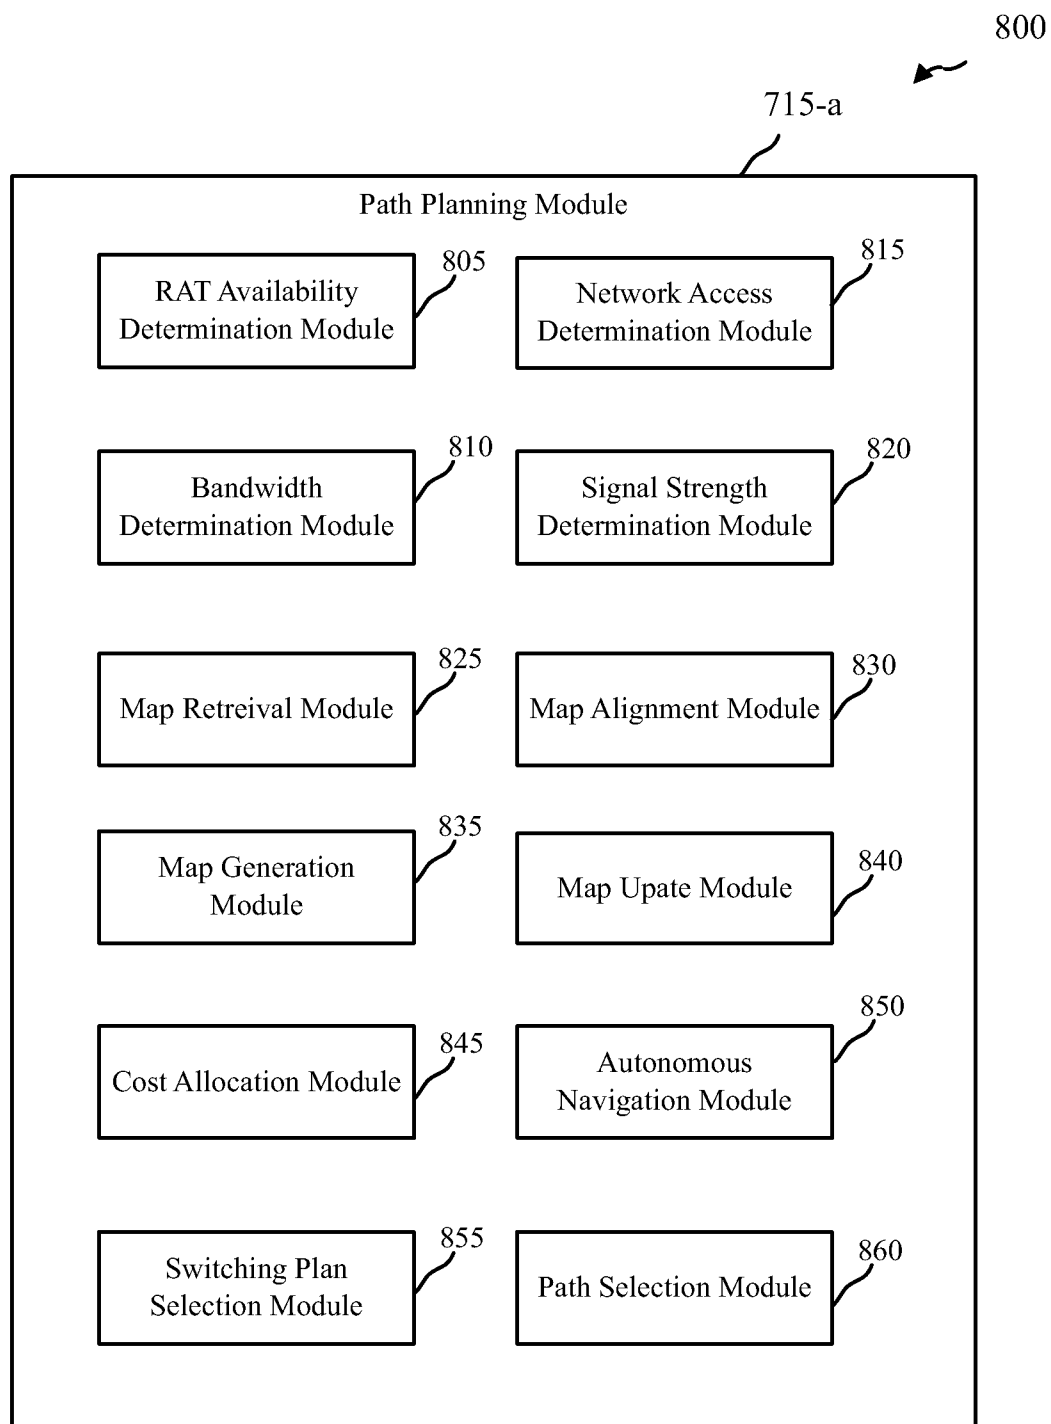 800
715-a
Path Planning Module
805
RAT Availability
Determination Module
815
Network Access
Determination Module
810
Bandwidth
Determination Module
820
Signal Strength
Determination Module
825
Map Retreival Module
830
Map Alignment Module
835
Map Generation
Module
840
Map Upate Module
845
Cost Allocation Module
850
Autonomous
Navigation Module
855
Switching Plan
Selection Module
860
Path Selection Module